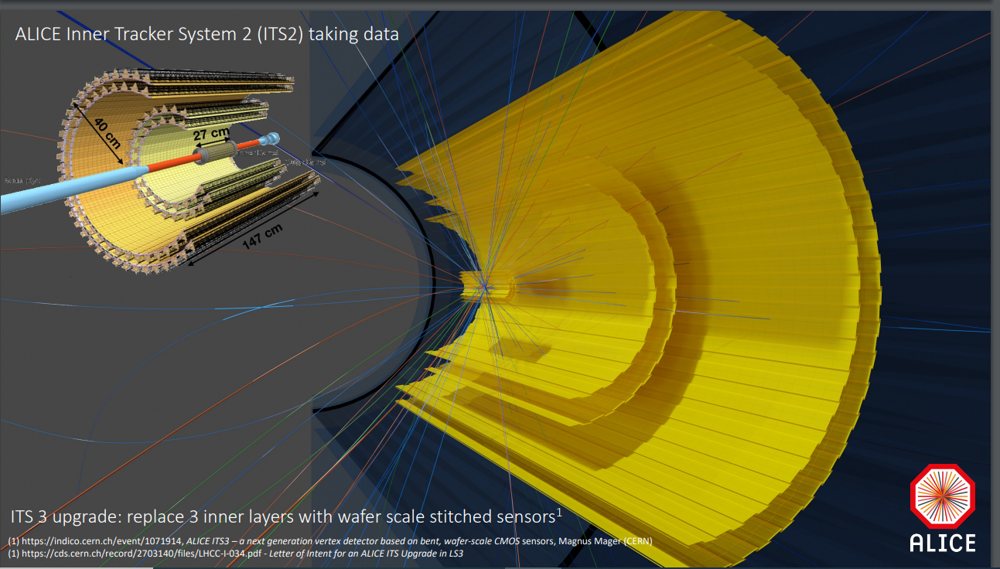 ALICE Inner Tracker System 2 (ITS2) taking data
40 cm
27 cm
147 cm
ITS 3 upgrade: replace 3 inner layers with wafer scale stitched sensors¹
(1) https://indico.cern.ch/event/1071914, ALICE ITS3 – a next generation vertex detector based on bent, wafer-scale CMOS sensors, Magnus Mager (CERN)
(1) https://cds.cern.ch/record/2703140/files/LHCC-I-034.pdf - Letter of Intent for an ALICE ITS Upgrade in LS3
ALICE